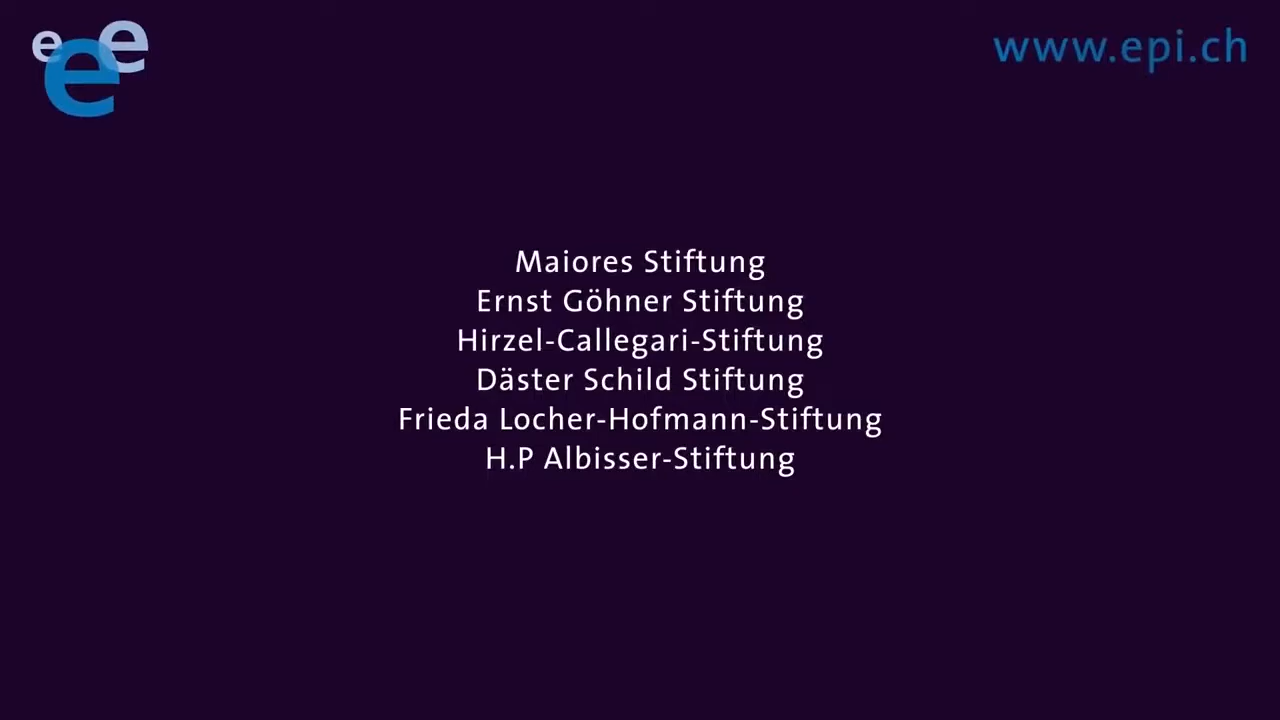 e e e
www.epi.ch
Maiores Stiftung
Ernst Göhner Stiftung
Hirzel-Callegari-Stiftung
Däster Schild Stiftung
Frieda Locher-Hofmann-Stiftung
H.P Albisser-Stiftung